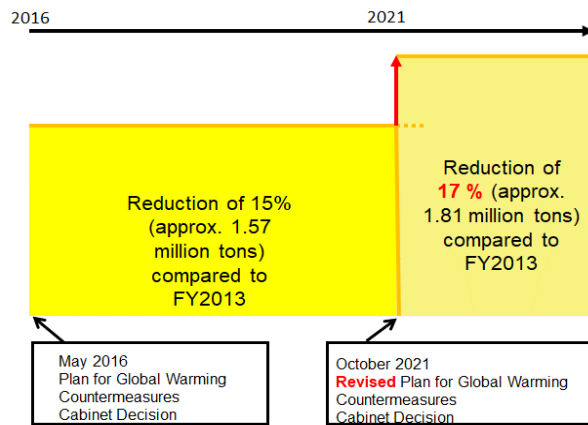 2016
2021
Reduction of 15%
(approx. 1.57
million tons)
compared to
FY2013
Reduction of
17 % (approx.
1.81 million tons)
compared to
FY2013
May 2016
Plan for Global Warming
Countermeasures
Cabinet Decision
October 2021
Revised Plan for Global Warming
Countermeasures
Cabinet Decision